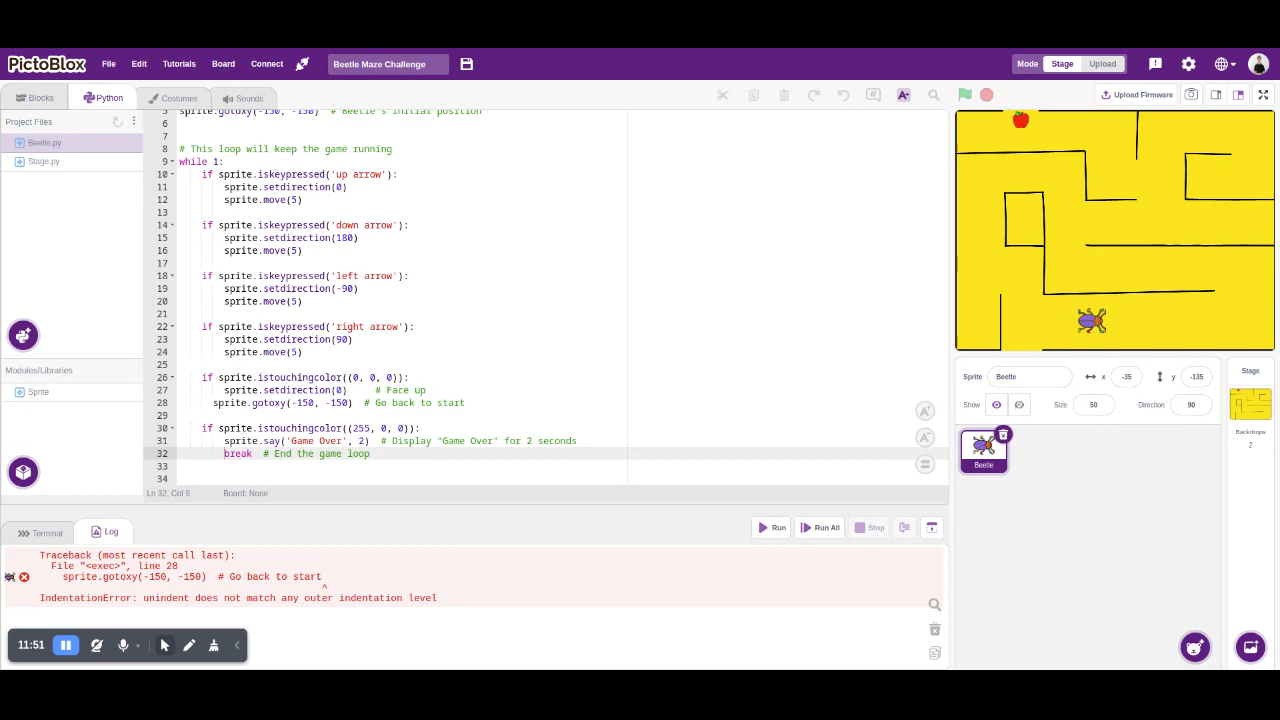 PictoBlox File Edit Tutorials Board Connect Beetle Maze Challenge Mode Stage Upload
Blocks Python Costumes Sounds Upload Firmware
Project Files
Beetle.py
Stage.py
Modules/Libraries
Sprite
5 sprite.gotoxy(-150, -150)  # Beetle's initial position
6
7
8 # This loop will keep the game running
9 while 1:
10     if sprite.iskeypressed('up arrow'):
11         sprite.setdirection(0)
12         sprite.move(5)
13
14     if sprite.iskeypressed('down arrow'):
15         sprite.setdirection(180)
16         sprite.move(5)
17
18     if sprite.iskeypressed('left arrow'):
19         sprite.setdirection(-90)
20         sprite.move(5)
21
22     if sprite.iskeypressed('right arrow'):
23         sprite.setdirection(90)
24         sprite.move(5)
25
26     if sprite.istouchingcolor((0, 0, 0)):
27         sprite.setdirection(0)     # Face up
28       sprite.gotoxy(-150, -150)  # Go back to start
29
30     if sprite.istouchingcolor((255, 0, 0)):
31         sprite.say('Game Over', 2)  # Display "Game Over" for 2 seconds
32         break  # End the game loop
33
34
Ln 32, Col 9 Board: None
Terminal Log Run Run All Stop
Traceback (most recent call last):
File "<exec>", line 28
sprite.gotoxy(-150, -150)  # Go back to start
^
IndentationError: unindent does not match any outer indentation level
11:51
Sprite Beetle x -35 y -135
Show Size 50 Direction 90
Beetle
Stage
Backdrops
2